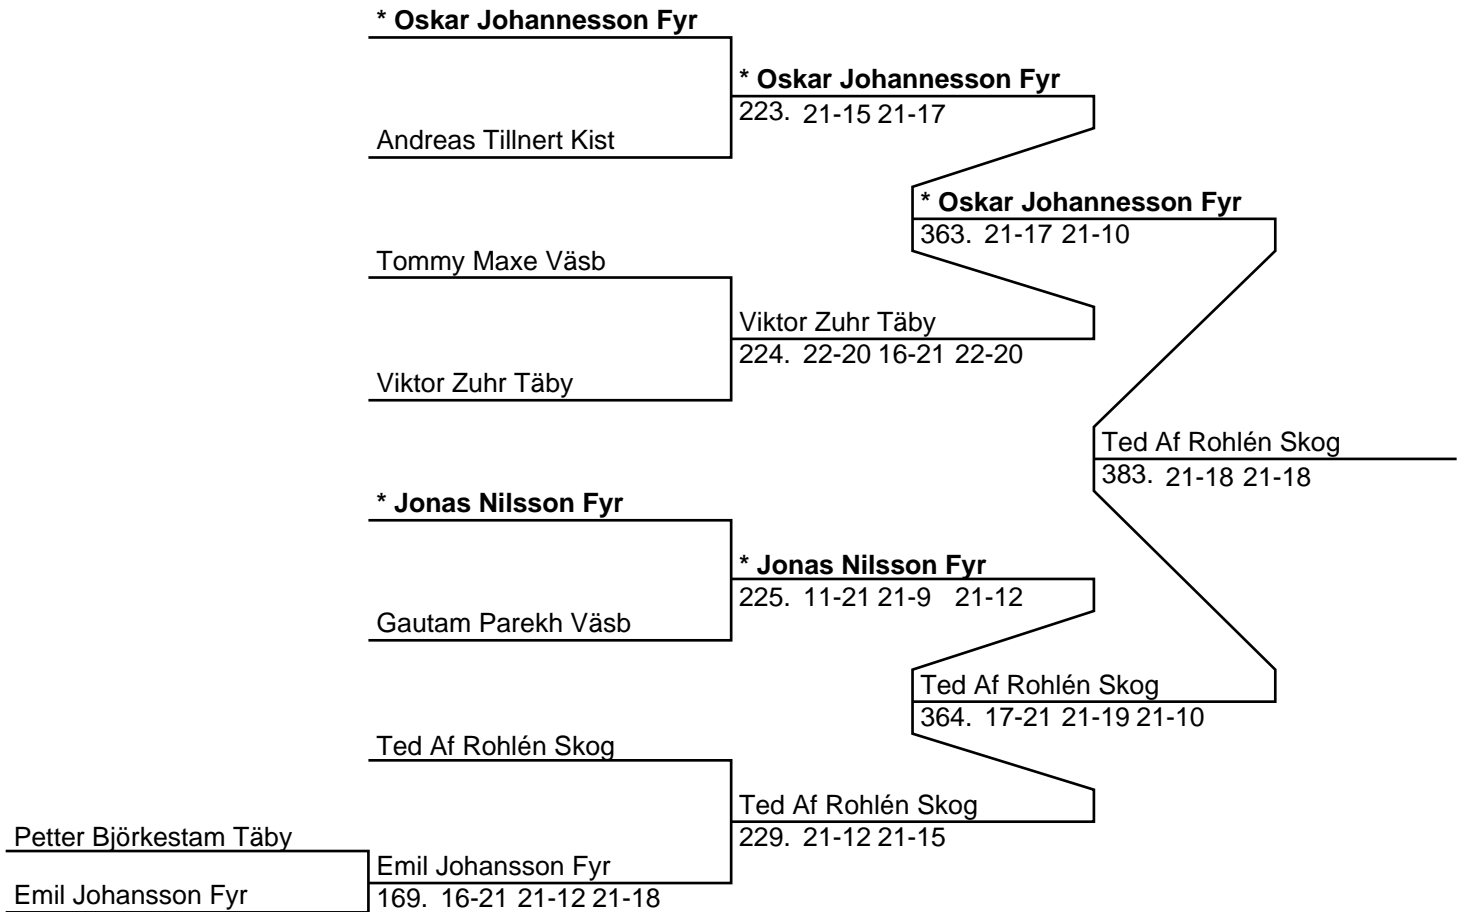 * Oskar Johannesson Fyr
* Oskar Johannesson Fyr
223. 21-15 21-17
Andreas Tillnert Kist
* Oskar Johannesson Fyr
363. 21-17 21-10
Tommy Maxe Väsb
Viktor Zuhr Täby
224. 22-20 16-21 22-20
Viktor Zuhr Täby
Ted Af Rohlén Skog
383. 21-18 21-18
* Jonas Nilsson Fyr
* Jonas Nilsson Fyr
225. 11-21 21-9 21-12
Gautam Parekh Väsb
Ted Af Rohlén Skog
364. 17-21 21-19 21-10
Ted Af Rohlén Skog
Ted Af Rohlén Skog
229. 21-12 21-15
Petter Björkestam Täby
Emil Johansson Fyr
169. 16-21 21-12 21-18
Emil Johansson Fyr